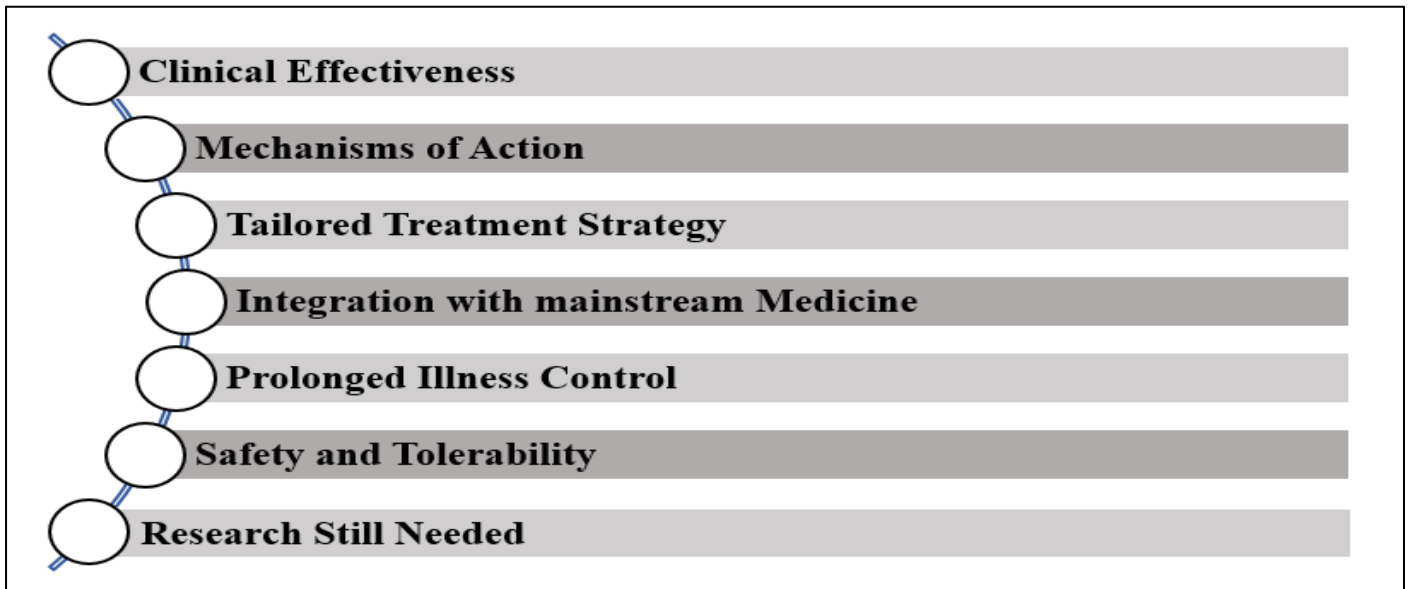 Clinical Effectiveness
Mechanisms of Action
Tailored Treatment Strategy
Integration with mainstream Medicine
Prolonged Illness Control
Safety and Tolerability
Research Still Needed